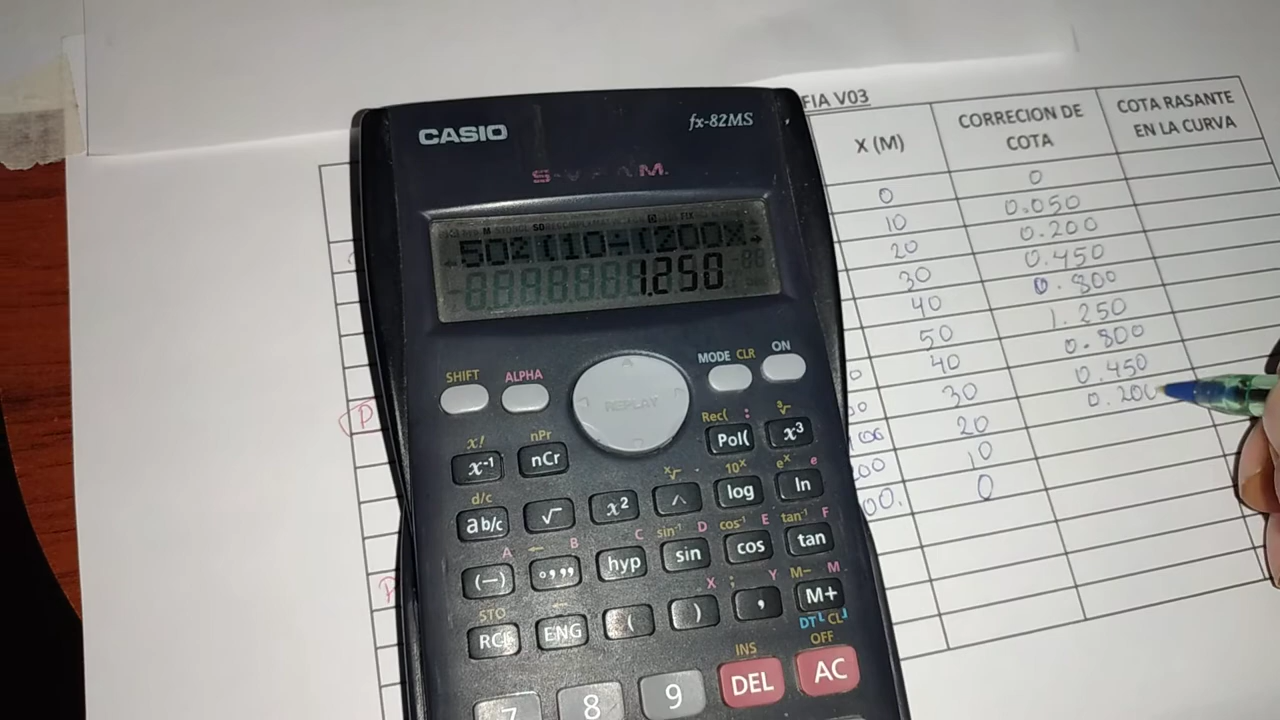 FIA V03
X (M)
CORRECION DE
COTA
COTA RASANTE
EN LA CURVA
0
0
10
0.050
20
0.200
30
0.450
40
0.800
50
1.250
40
0.800
30
0.450
20
0.200
10
0
CASIO
fx-82MS
S-V.P.A.M.
502(10÷(200×
1.250
SHIFT
ALPHA
REPLAY
MODE CLR
ON
x!
nPr
Rec( :
³√
x⁻¹
nCr
Pol(
x³
d/c
ˣ√
10ˣ
eˣ e
a b/c
√
x²
^
log
ln
A
← B
C
sin⁻¹ D
cos⁻¹ E
tan⁻¹ F
(−)
° , ,,
hyp
sin
cos
tan
STO
←
X
; Y
M− M
RCL
ENG
(
)
,
M+
DT CL
INS
OFF
7
8
9
DEL
AC
P
P